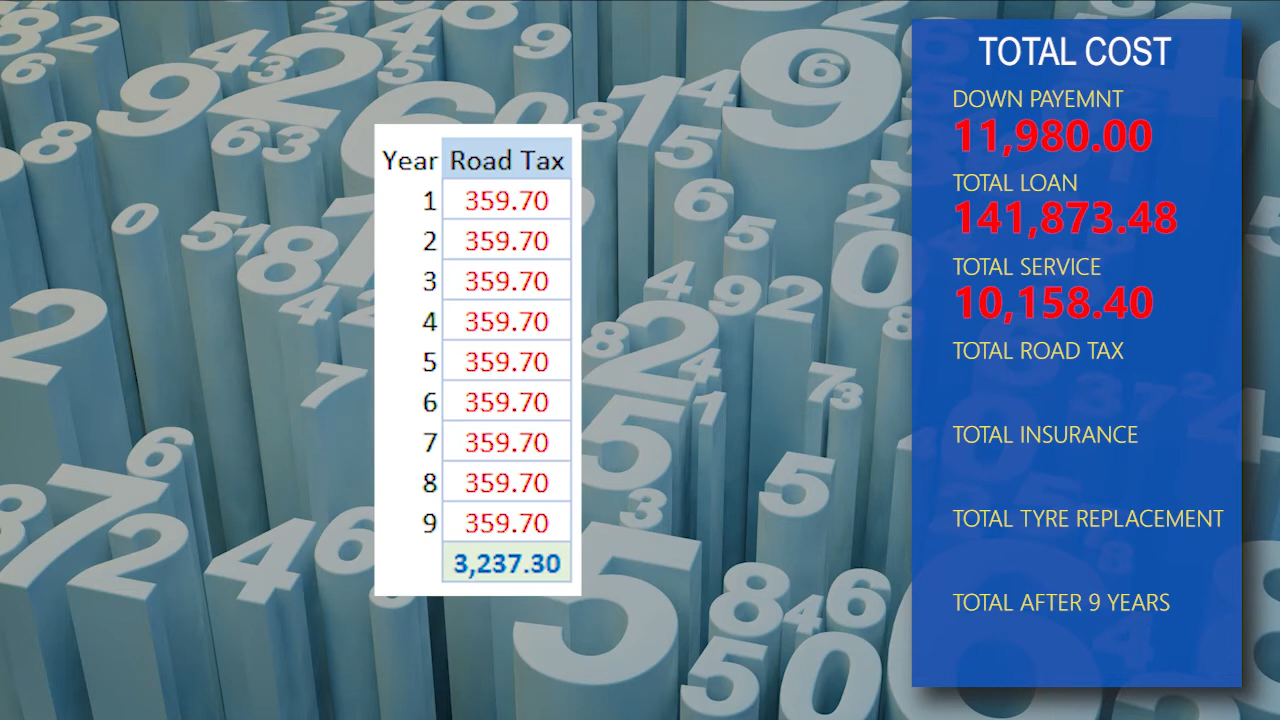 Year Road Tax
1 359.70
2 359.70
3 359.70
4 359.70
5 359.70
6 359.70
7 359.70
8 359.70
9 359.70
3,237.30
TOTAL COST
DOWN PAYEMNT
11,980.00
TOTAL LOAN
141,873.48
TOTAL SERVICE
10,158.40
TOTAL ROAD TAX
TOTAL INSURANCE
TOTAL TYRE REPLACEMENT
TOTAL AFTER 9 YEARS